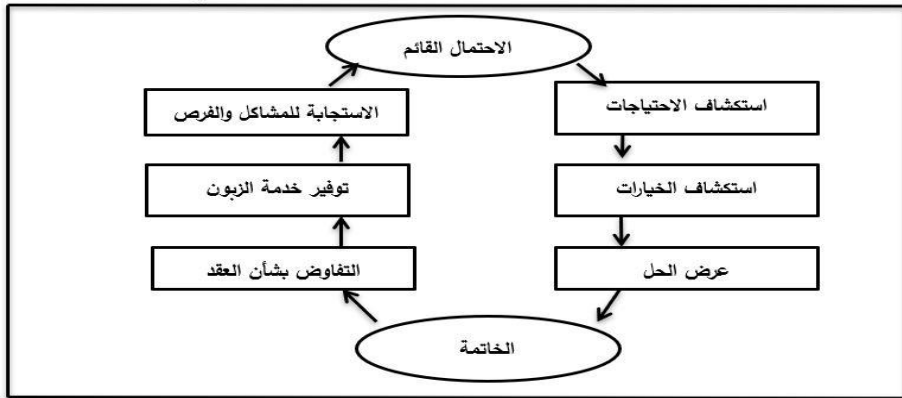 الاحتمال القائم
استكشاف الاحتياجات
الاستجابة للمشاكل والفرص
استكشاف الخيارات
توفير خدمة الزبون
عرض الحل
التفاوض بشأن العقد
الخاتمة